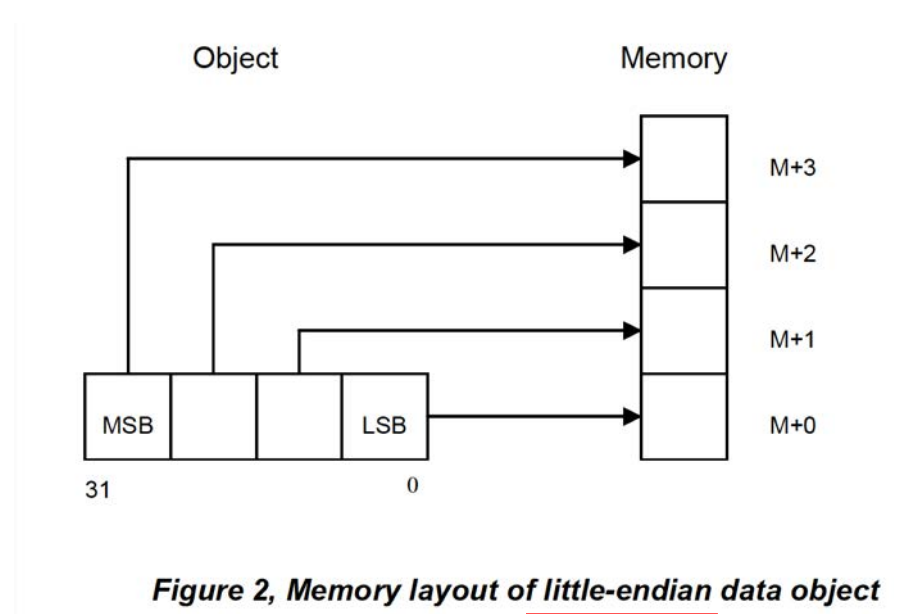 Object Memory
M+3
M+2
M+1
MSB LSB M+0
31 0
Figure 2, Memory layout of little-endian data object